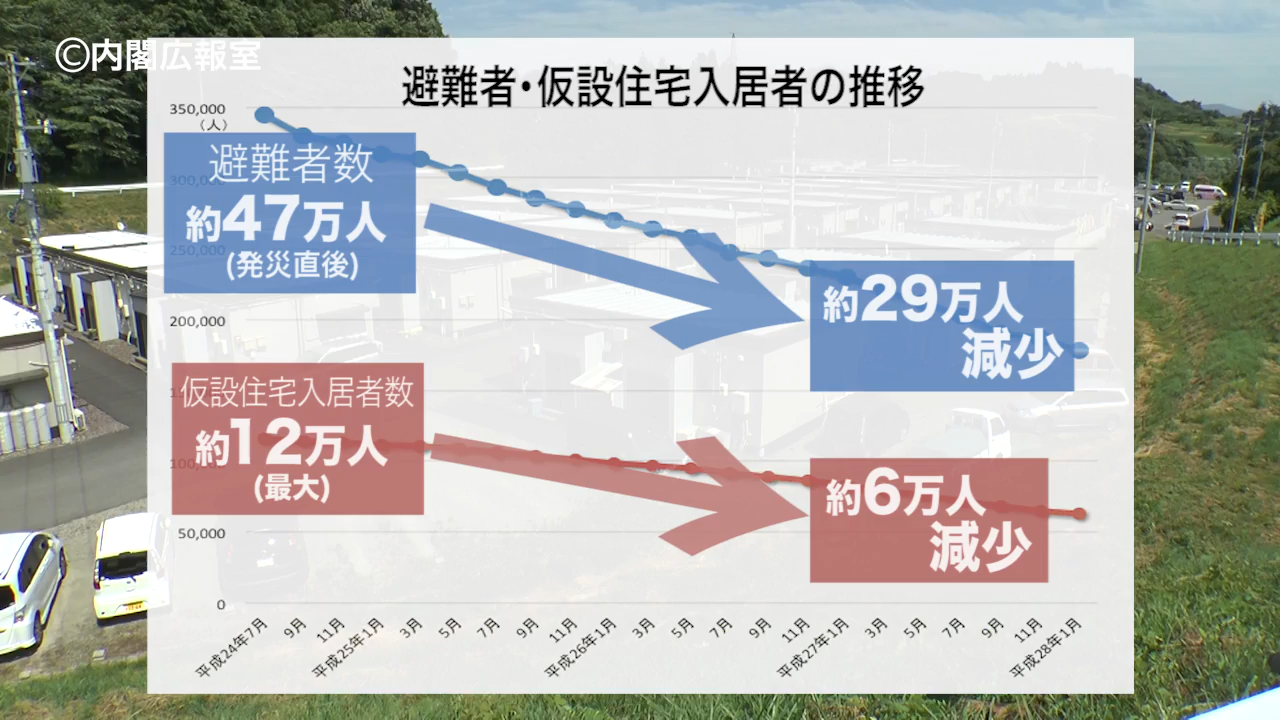 ©内閣広報室
避難者・仮設住宅入居者の推移
350,000
（人）
300,000
250,000
200,000
150,000
100,000
50,000
0
避難者数
約47万人
(発災直後)
約29万人
減少
仮設住宅入居者数
約12万人
(最大)
約6万人
減少
平成24年7月
9月
11月
平成25年1月
3月
5月
7月
9月
11月
平成26年1月
3月
5月
7月
9月
11月
平成27年1月
3月
5月
7月
9月
11月
平成28年1月